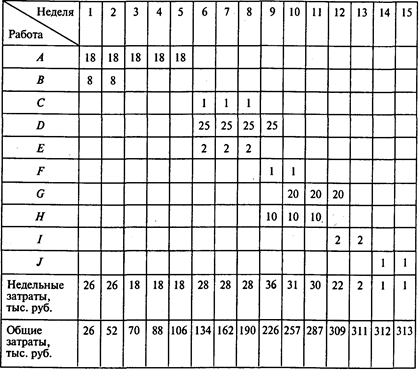 Неделя 1 2 3 4 5 6 7 8 9 10 11 12 13 14 15
Работа
A 18 18 18 18 18
B 8 8
C 1 1 1
D 25 25 25 25
E 2 2 2
F 1 1
G 20 20 20
H 10 10 10
I 2 2
J 1 1
Недельные
затраты,
тыс. руб.
26 26 18 18 18 28 28 28 36 31 30 22 2 1 1
Общие
затраты,
тыс. руб.
26 52 70 88 106 134 162 190 226 257 287 309 311 312 313